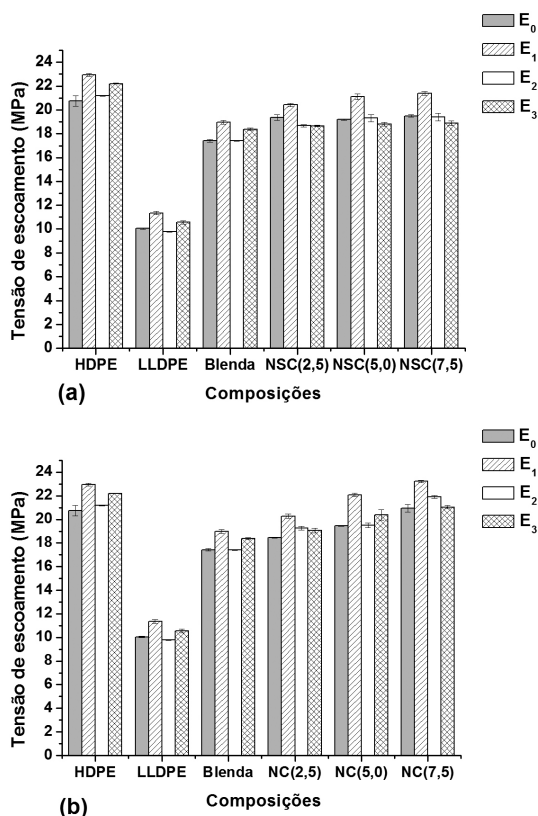 E0
E1
E2
E3
24
22
20
18
16
14
12
10
8
6
4
2
0
Tensão de escoamento (MPa)
HDPE LLDPE Blenda NSC(2,5) NSC(5,0) NSC(7,5)
Composições
(a)
E0
E1
E2
E3
24
22
20
18
16
14
12
10
8
6
4
2
0
Tensão de escoamento (MPa)
HDPE LLDPE Blenda NC(2,5) NC(5,0) NC(7,5)
Composições
(b)